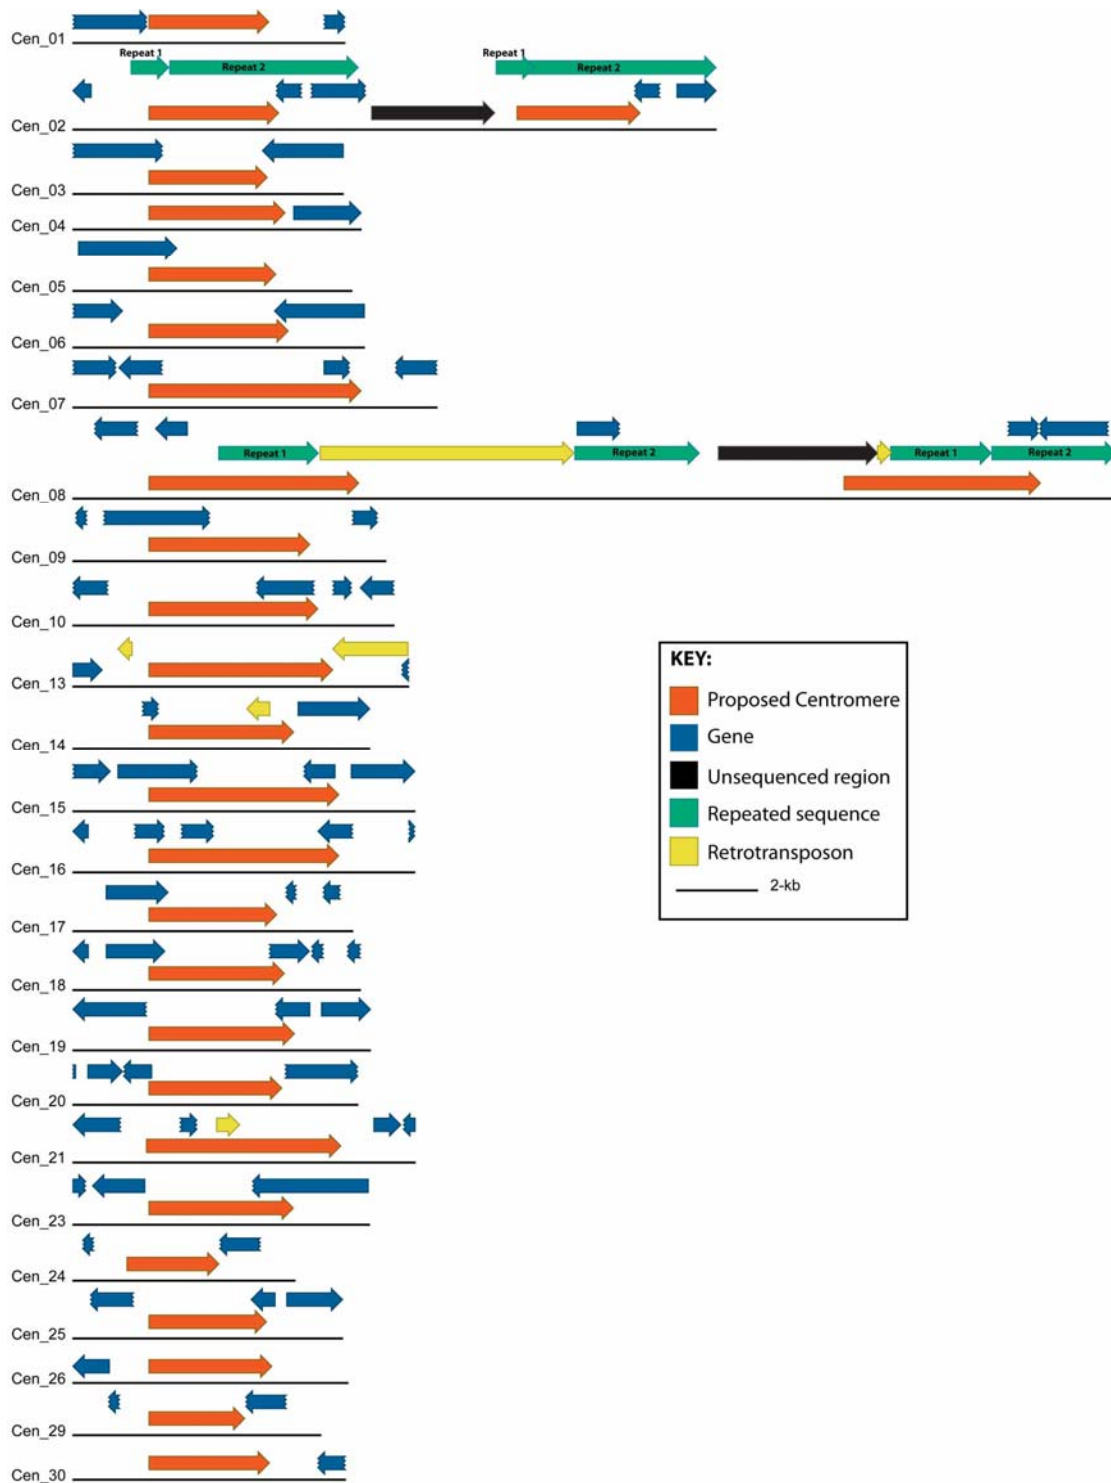 Cen_01
Repeat 1
Repeat 2
Repeat 1
Repeat 2
Cen_02
Cen_03
Cen_04
Cen_05
Cen_06
Cen_07
Repeat 1
Repeat 2
Repeat 1
Repeat 2
Cen_08
Cen_09
Cen_10
Cen_13
Cen_14
Cen_15
Cen_16
Cen_17
Cen_18
Cen_19
Cen_20
Cen_21
Cen_23
Cen_24
Cen_25
Cen_26
Cen_29
Cen_30
KEY:
Proposed Centromere
Gene
Unsequenced region
Repeated sequence
Retrotransposon
2-kb